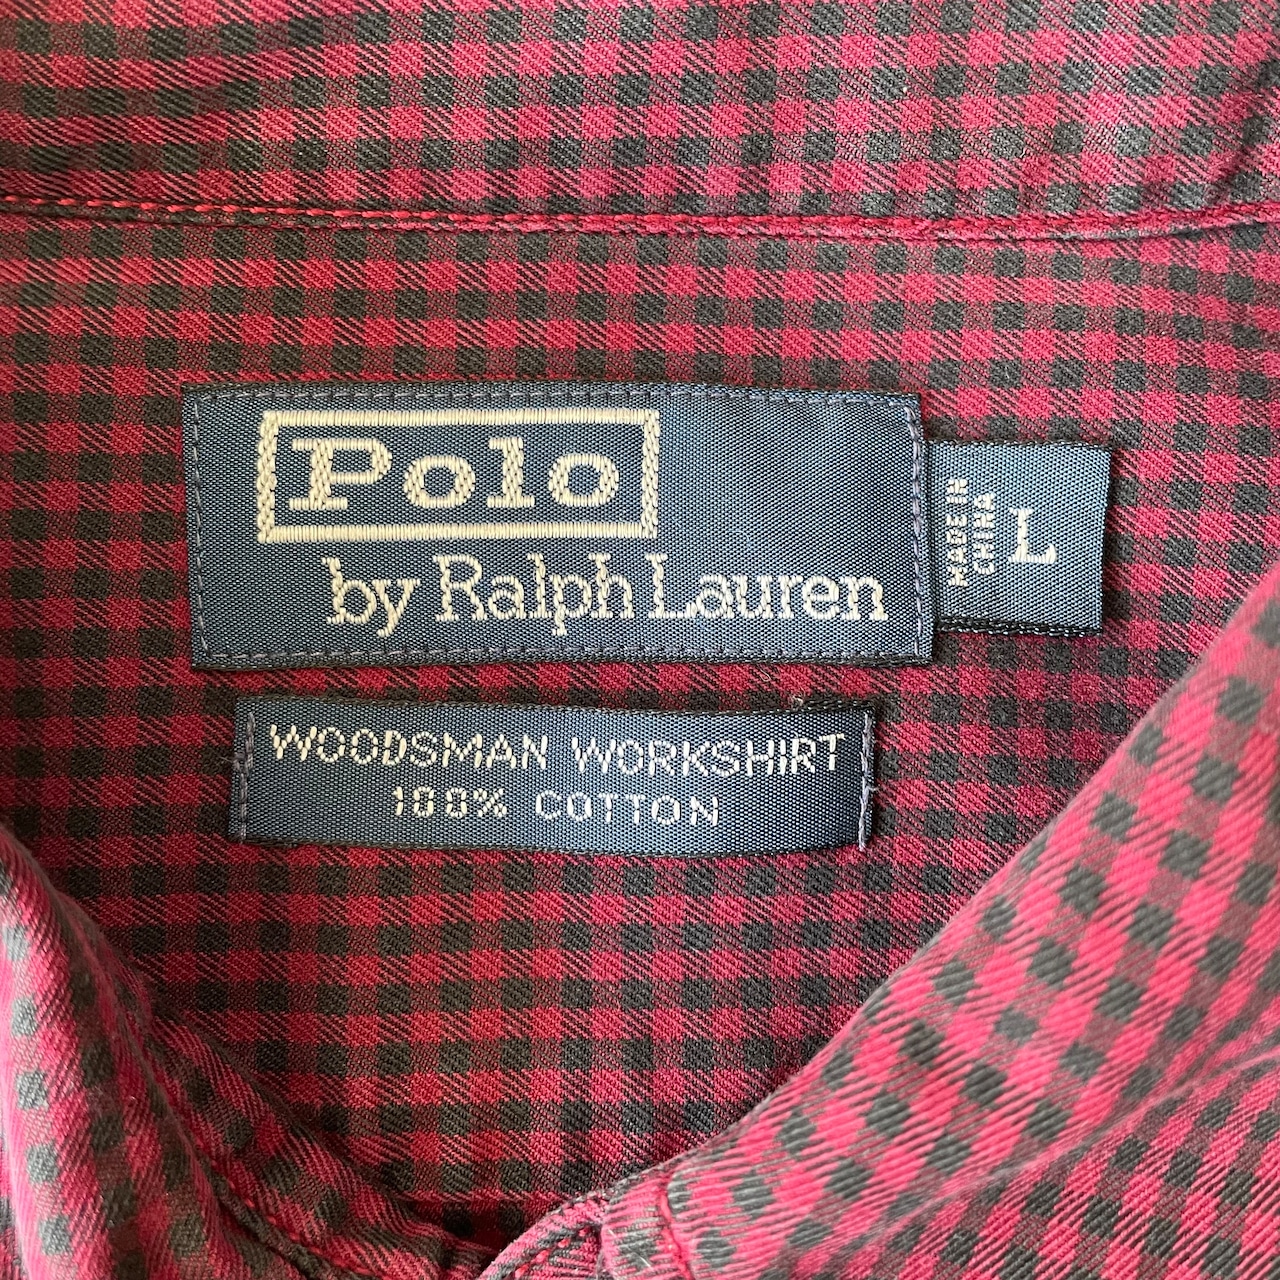 Polo
by Ralph Lauren
MADE IN
CHINA
L
WOODSMAN WORKSHIRT
100% COTTON